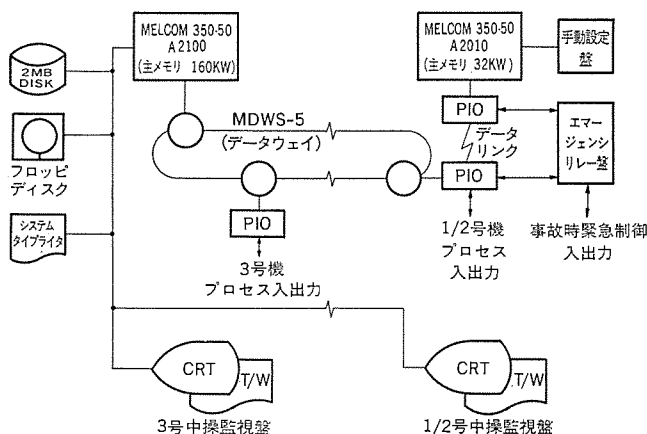 MELCOM 350-50
A2100
(主メモリ 160KW)
MELCOM 350-50
A2010
(主メモリ 32KW)
手動設定
盤
2MB
DISK
フロッピ
ディスク
システム
タイプライタ
MDWS-5
(データウェイ)
PIO
データ
リンク
PIO
エマー
ジェンシ
リレー盤
PIO
3号機
プロセス入出力
1/2号機
プロセス
入出力
事故時緊急制御
入出力
CRT
T/W
3号中操監視盤
CRT
T/W
1/2号中操監視盤